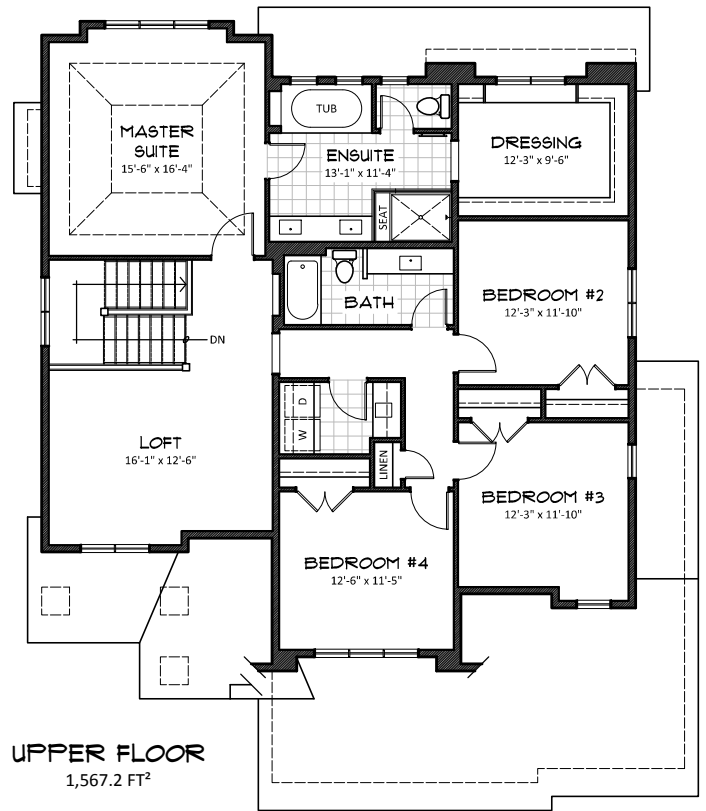 TUB
MASTER
SUITE
15'-6" x 16'-4"
ENSUITE
13'-1" x 11'-4"
DRESSING
12'-3" x 9'-6"
SEAT
BATH
BEDROOM #2
12'-3" x 11'-10"
DN
D
W
LINEN
LOFT
16'-1" x 12'-6"
BEDROOM #3
12'-3" x 11'-10"
BEDROOM #4
12'-6" x 11'-5"
UPPER FLOOR
1,567.2 FT²